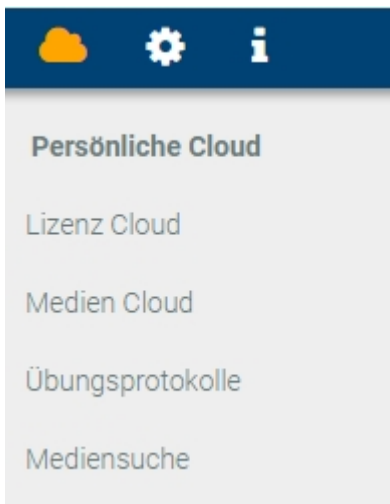 Persönliche Cloud
Lizenz Cloud
Medien Cloud
Übungsprotokolle
Mediensuche